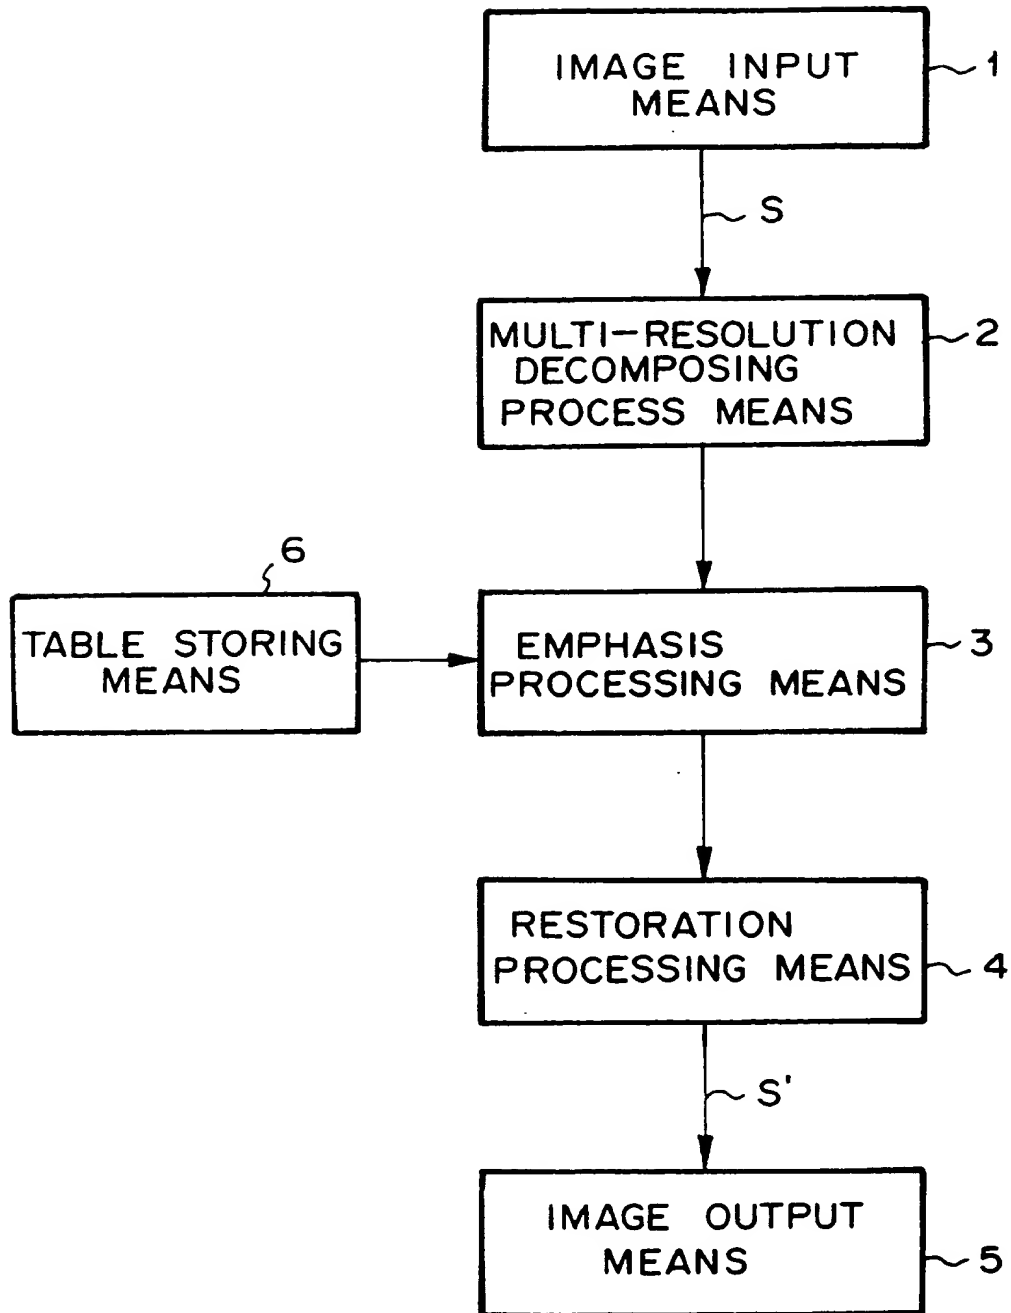 IMAGE INPUT
MEANS
1
S
MULTI-RESOLUTION
DECOMPOSING
PROCESS MEANS
2
6
TABLE STORING
MEANS
EMPHASIS
PROCESSING MEANS
3
RESTORATION
PROCESSING MEANS
4
S'
IMAGE OUTPUT
MEANS
5